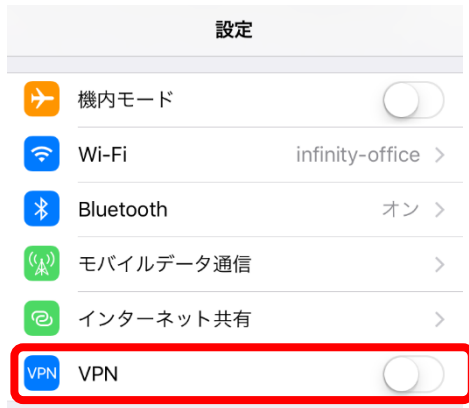 設定
機内モード
Wi-Fi infinity-office
Bluetooth オン
モバイルデータ通信
インターネット共有
VPN VPN